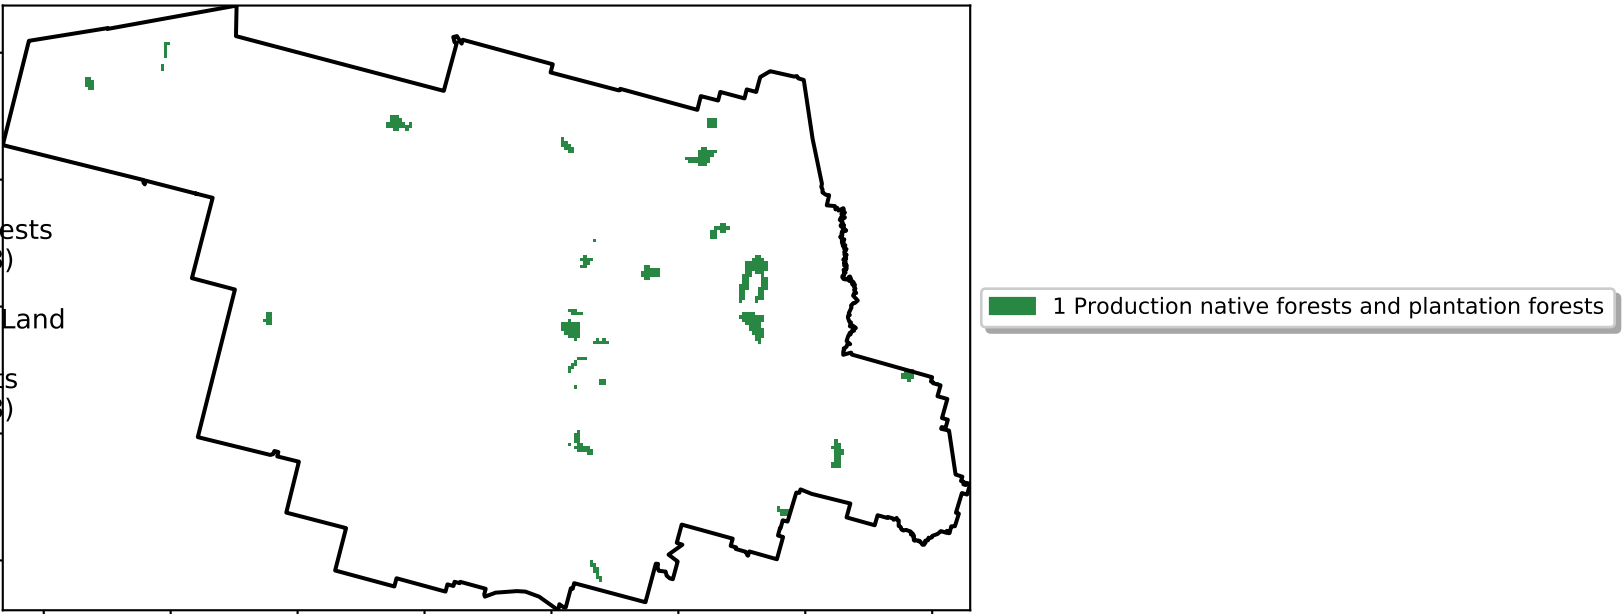 ests
)
Land
s
)
1 Production native forests and plantation forests